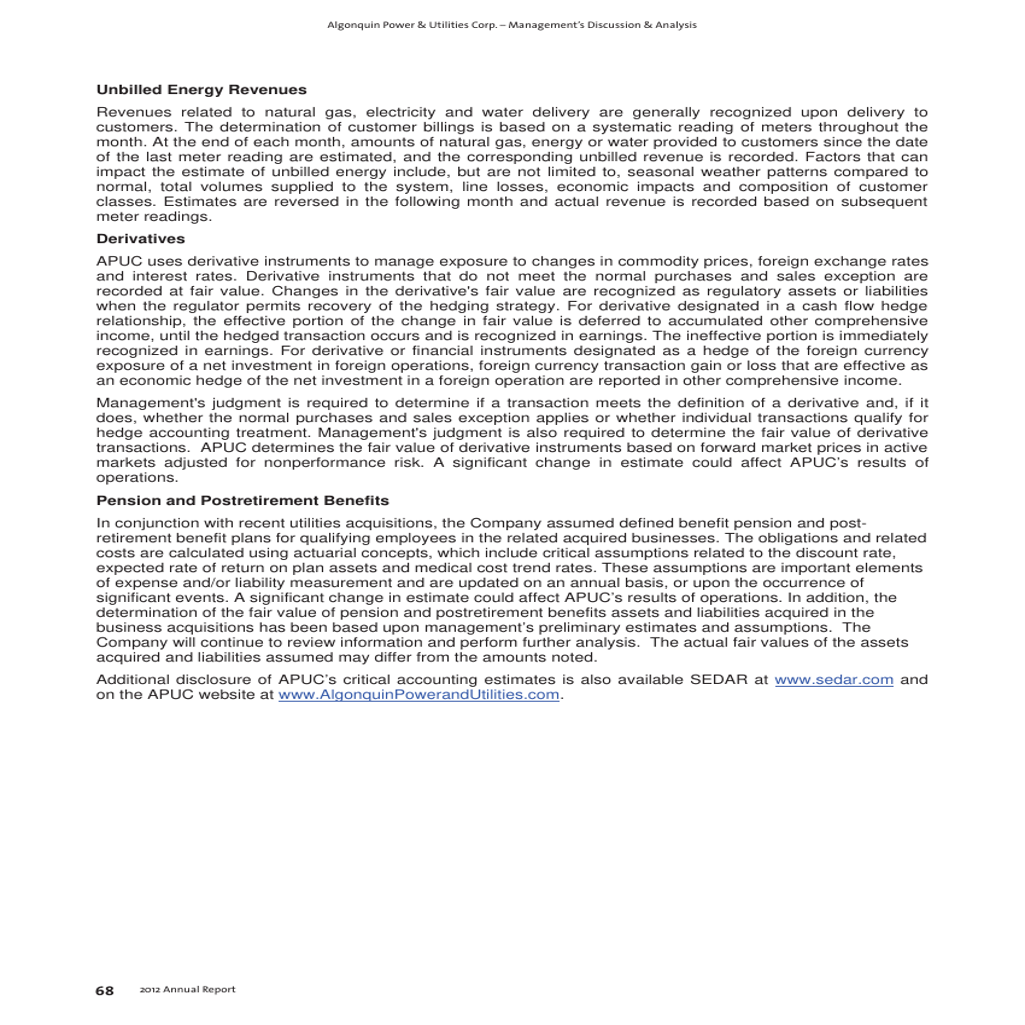 Algonquin Power & Utilities Corp. – Management’s Discussion & Analysis
Unbilled Energy Revenues
Revenues related to natural gas, electricity and water delivery are generally recognized upon delivery to
customers. The determination of customer billings is based on a systematic reading of meters throughout the
month. At the end of each month, amounts of natural gas, energy or water provided to customers since the date
of the last meter reading are estimated, and the corresponding unbilled revenue is recorded. Factors that can
impact the estimate of unbilled energy include, but are not limited to, seasonal weather patterns compared to
normal, total volumes supplied to the system, line losses, economic impacts and composition of customer
classes. Estimates are reversed in the following month and actual revenue is recorded based on subsequent
meter readings.
Derivatives
APUC uses derivative instruments to manage exposure to changes in commodity prices, foreign exchange rates
and interest rates. Derivative instruments that do not meet the normal purchases and sales exception are
recorded at fair value. Changes in the derivative's fair value are recognized as regulatory assets or liabilities
when the regulator permits recovery of the hedging strategy. For derivative designated in a cash flow hedge
relationship, the effective portion of the change in fair value is deferred to accumulated other comprehensive
income, until the hedged transaction occurs and is recognized in earnings. The ineffective portion is immediately
recognized in earnings. For derivative or financial instruments designated as a hedge of the foreign currency
exposure of a net investment in foreign operations, foreign currency transaction gain or loss that are effective as
an economic hedge of the net investment in a foreign operation are reported in other comprehensive income.
Management's judgment is required to determine if a transaction meets the definition of a derivative and, if it
does, whether the normal purchases and sales exception applies or whether individual transactions qualify for
hedge accounting treatment. Management's judgment is also required to determine the fair value of derivative
transactions.  APUC determines the fair value of derivative instruments based on forward market prices in active
markets adjusted for nonperformance risk. A significant change in estimate could affect APUC’s results of
operations.
Pension and Postretirement Benefits
In conjunction with recent utilities acquisitions, the Company assumed defined benefit pension and post-
retirement benefit plans for qualifying employees in the related acquired businesses. The obligations and related
costs are calculated using actuarial concepts, which include critical assumptions related to the discount rate,
expected rate of return on plan assets and medical cost trend rates. These assumptions are important elements
of expense and/or liability measurement and are updated on an annual basis, or upon the occurrence of
significant events. A significant change in estimate could affect APUC’s results of operations. In addition, the
determination of the fair value of pension and postretirement benefits assets and liabilities acquired in the
business acquisitions has been based upon management’s preliminary estimates and assumptions.  The
Company will continue to review information and perform further analysis.  The actual fair values of the assets
acquired and liabilities assumed may differ from the amounts noted.
Additional disclosure of APUC’s critical accounting estimates is also available SEDAR at www.sedar.com and
on the APUC website at www.AlgonquinPowerandUtilities.com.
68 2012 Annual Report